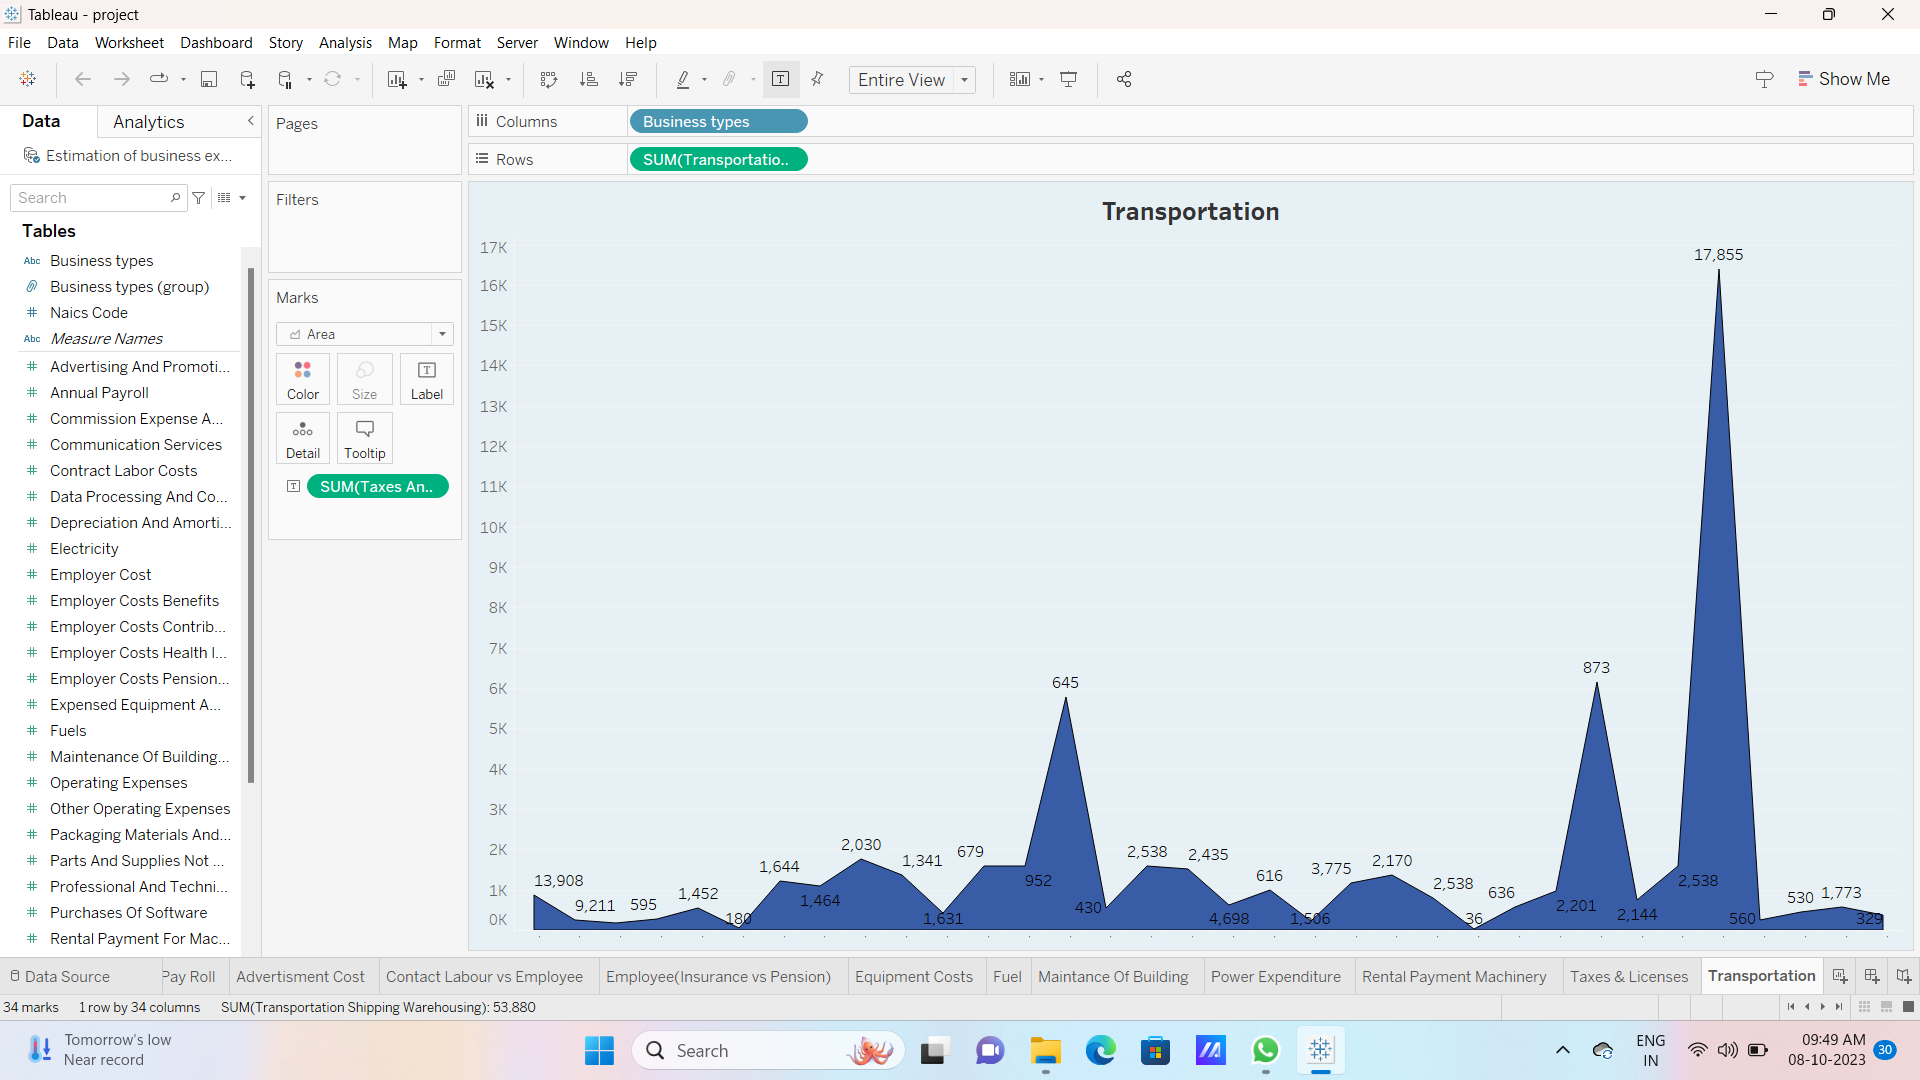 Tableau - project
File Data Worksheet Dashboard Story Analysis Map Format Server Window Help
Entire View
Show Me
Data
Analytics
Estimation of business ex...
Search
Tables
Abc Business types
Business types (group)
# Naics Code
Abc Measure Names
# Advertising And Promoti...
# Annual Payroll
# Commission Expense A...
# Communication Services
# Contract Labor Costs
# Data Processing And Co...
# Depreciation And Amorti...
# Electricity
# Employer Cost
# Employer Costs Benefits
# Employer Costs Contrib...
# Employer Costs Health I...
# Employer Costs Pension...
# Expensed Equipment A...
# Fuels
# Maintenance Of Building...
# Operating Expenses
# Other Operating Expenses
# Packaging Materials And...
# Parts And Supplies Not ...
# Professional And Techni...
# Purchases Of Software
# Rental Payment For Mac...
Pages
Filters
Marks
Area
Color Size Label
Detail Tooltip
SUM(Taxes An..
Columns Business types
Rows SUM(Transportatio..
Transportation
17K
16K
15K
14K
13K
12K
11K
10K
9K
8K
7K
6K
5K
4K
3K
2K
1K
0K
13,908
9,211
595
1,452
180
1,644
1,464
2,030
1,341
1,631
679
952
645
430
2,538
2,435
4,698
616
1,506
3,775
2,170
2,538
36
636
2,201
873
2,144
2,538
17,855
560
530
1,773
329
Data Source Pay Roll Advertisment Cost Contact Labour vs Employee Employee(Insurance vs Pension) Equipment Costs Fuel Maintance Of Building Power Expenditure Rental Payment Machinery Taxes & Licenses Transportation
34 marks 1 row by 34 columns SUM(Transportation Shipping Warehousing): 53,880
Tomorrow's low
Near record
Search
ENG
IN
09:49 AM
08-10-2023
30